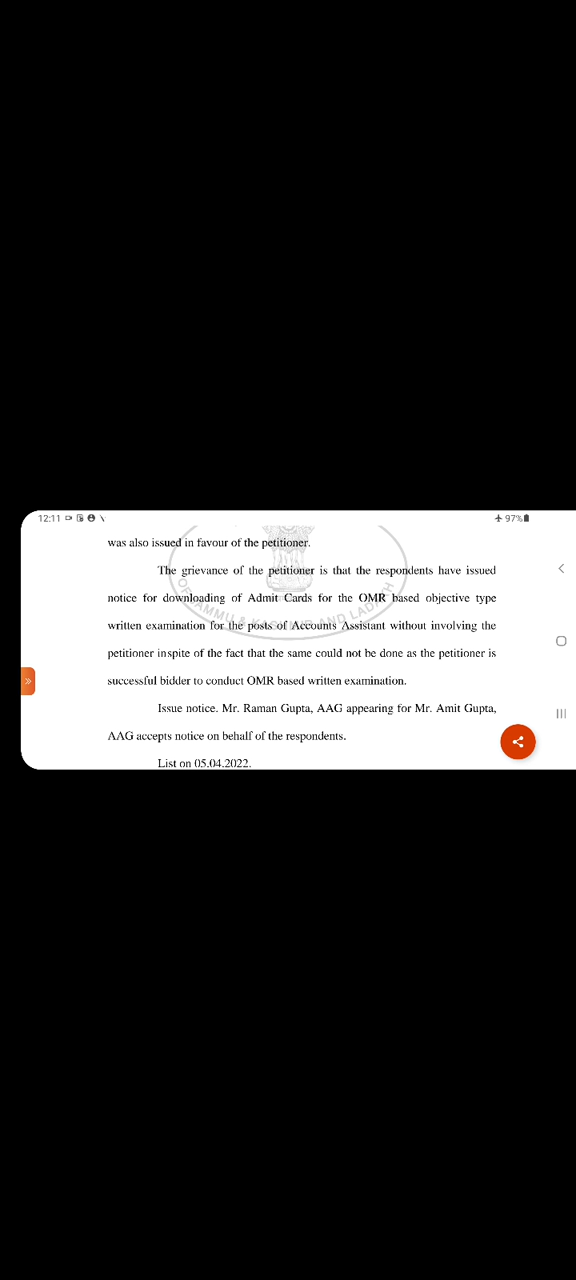 12:11
97%
was also issued in favour of the petitioner.
The grievance of the petitioner is that the respondents have issued
notice for downloading of Admit Cards for the OMR based objective type
written examination for the posts of Accounts Assistant without involving the
petitioner inspite of the fact that the same could not be done as the petitioner is
successful bidder to conduct OMR based written examination.
Issue notice. Mr. Raman Gupta, AAG appearing for Mr. Amit Gupta,
AAG accepts notice on behalf of the respondents.
List on 05.04.2022.